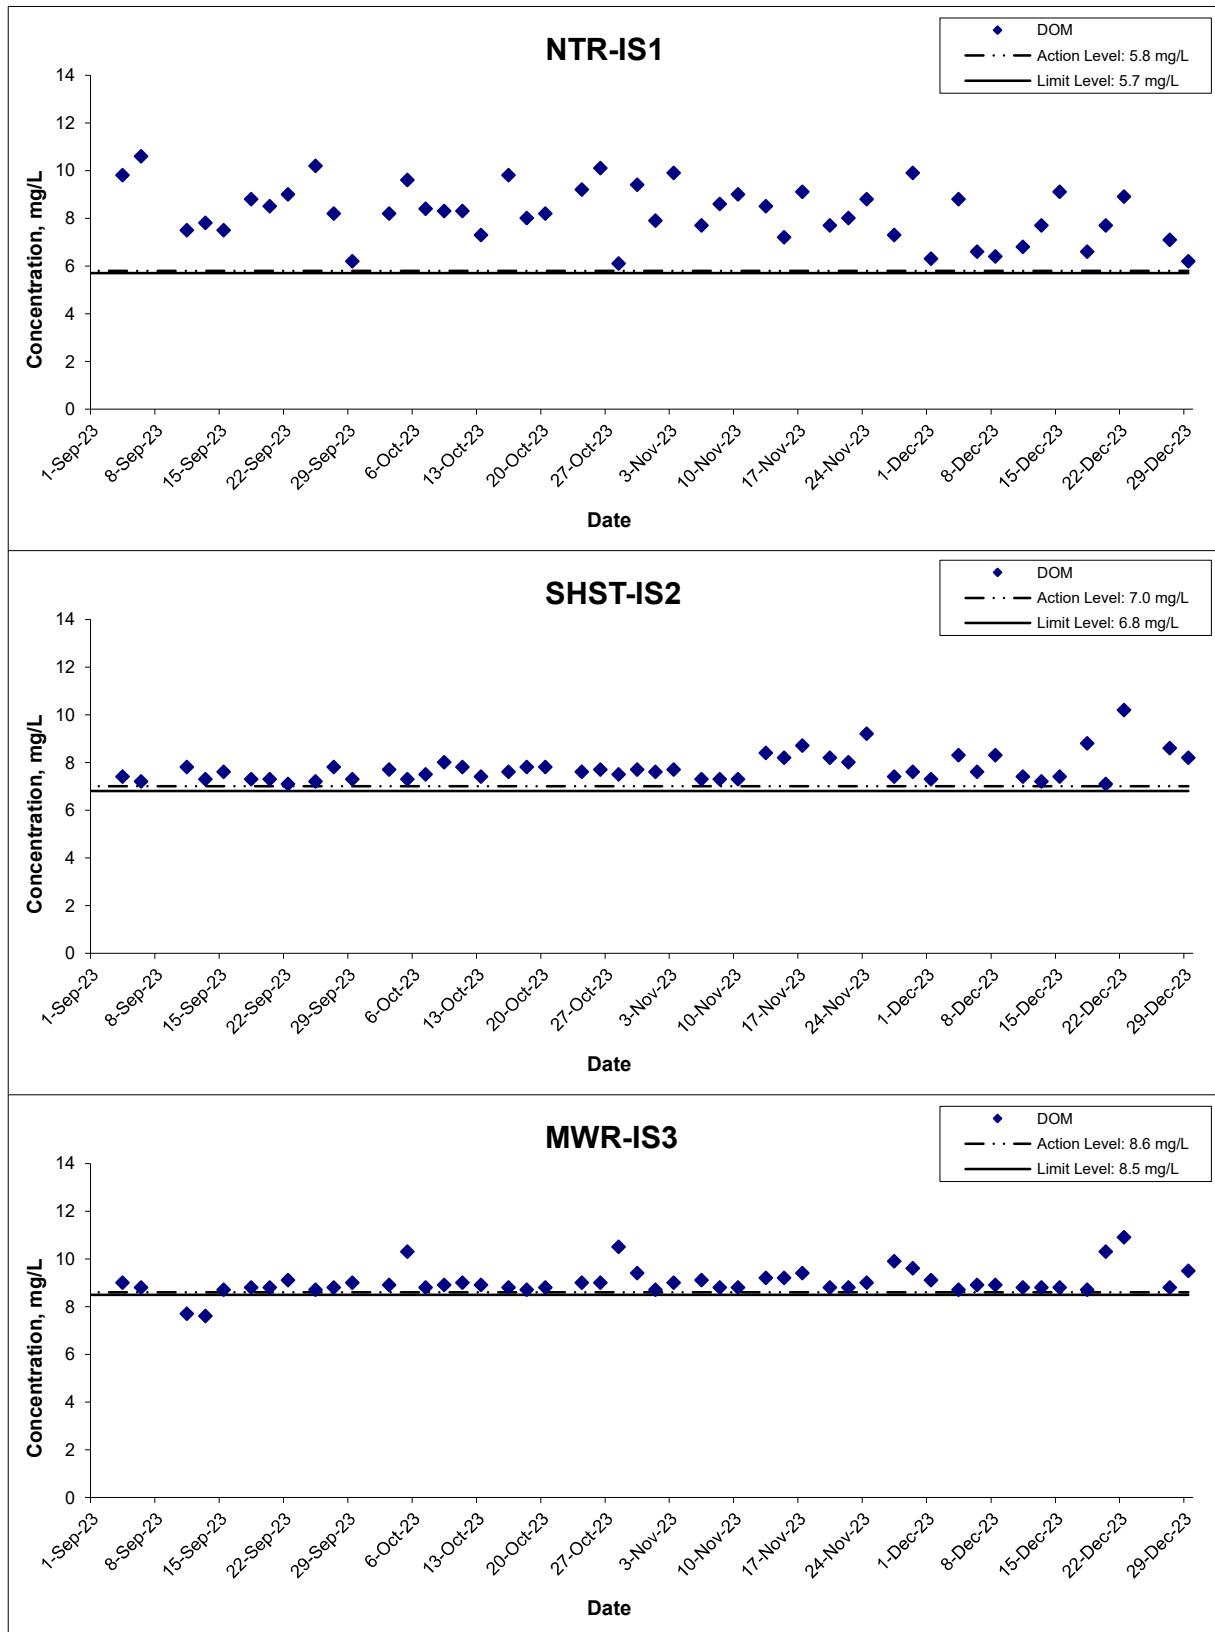 NTR-IS1
DOM
Action Level: 5.8 mg/L
Limit Level: 5.7 mg/L
Concentration, mg/L
14
12
10
8
6
4
2
0
1-Sep-23
8-Sep-23
15-Sep-23
22-Sep-23
29-Sep-23
6-Oct-23
13-Oct-23
20-Oct-23
27-Oct-23
3-Nov-23
10-Nov-23
17-Nov-23
24-Nov-23
1-Dec-23
8-Dec-23
15-Dec-23
22-Dec-23
29-Dec-23
Date
SHST-IS2
DOM
Action Level: 7.0 mg/L
Limit Level: 6.8 mg/L
Concentration, mg/L
14
12
10
8
6
4
2
0
1-Sep-23
8-Sep-23
15-Sep-23
22-Sep-23
29-Sep-23
6-Oct-23
13-Oct-23
20-Oct-23
27-Oct-23
3-Nov-23
10-Nov-23
17-Nov-23
24-Nov-23
1-Dec-23
8-Dec-23
15-Dec-23
22-Dec-23
29-Dec-23
Date
MWR-IS3
DOM
Action Level: 8.6 mg/L
Limit Level: 8.5 mg/L
Concentration, mg/L
14
12
10
8
6
4
2
0
1-Sep-23
8-Sep-23
15-Sep-23
22-Sep-23
29-Sep-23
6-Oct-23
13-Oct-23
20-Oct-23
27-Oct-23
3-Nov-23
10-Nov-23
17-Nov-23
24-Nov-23
1-Dec-23
8-Dec-23
15-Dec-23
22-Dec-23
29-Dec-23
Date